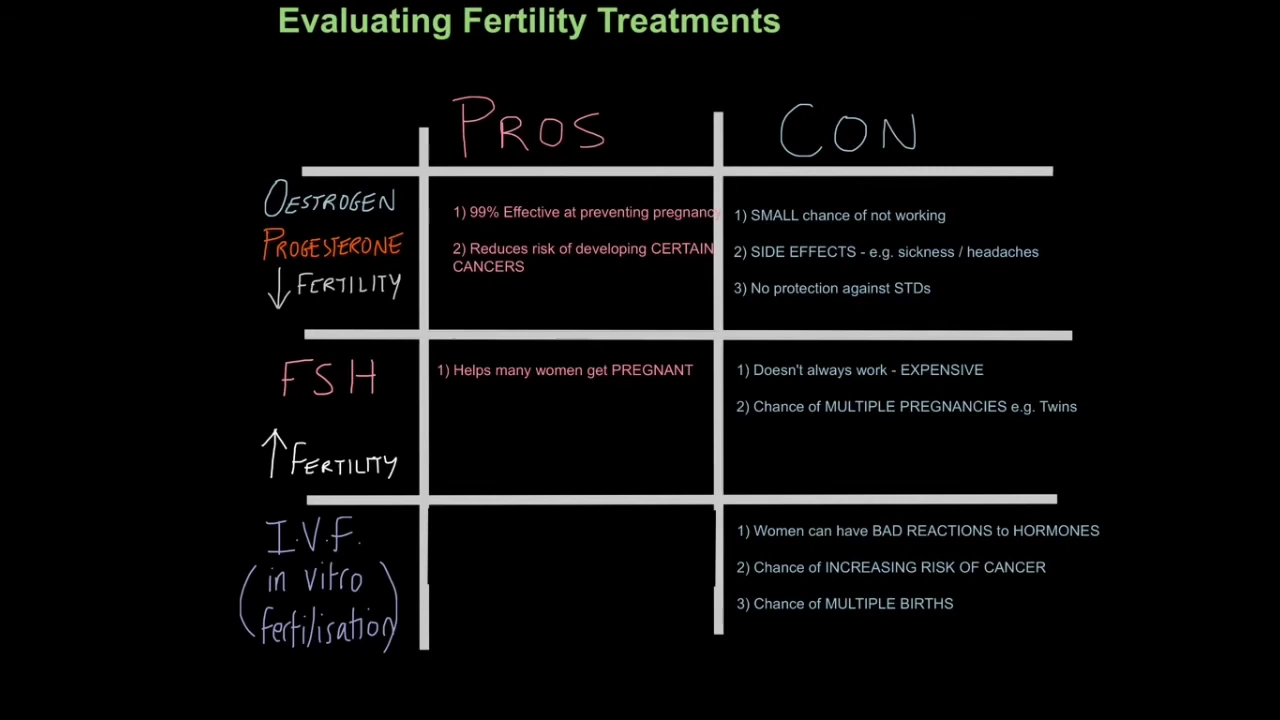 Evaluating Fertility Treatments
PROS
CON
OESTROGEN
PROGESTERONE
↓ FERTILITY
1) 99% Effective at preventing pregnancy
2) Reduces risk of developing CERTAIN
CANCERS
1) SMALL chance of not working
2) SIDE EFFECTS - e.g. sickness / headaches
3) No protection against STDs
FSH
↑ FERTILITY
1) Helps many women get PREGNANT
1) Doesn't always work - EXPENSIVE
2) Chance of MULTIPLE PREGNANCIES e.g. Twins
I.V.F.
(in vitro
fertilisation)
1) Women can have BAD REACTIONS to HORMONES
2) Chance of INCREASING RISK OF CANCER
3) Chance of MULTIPLE BIRTHS